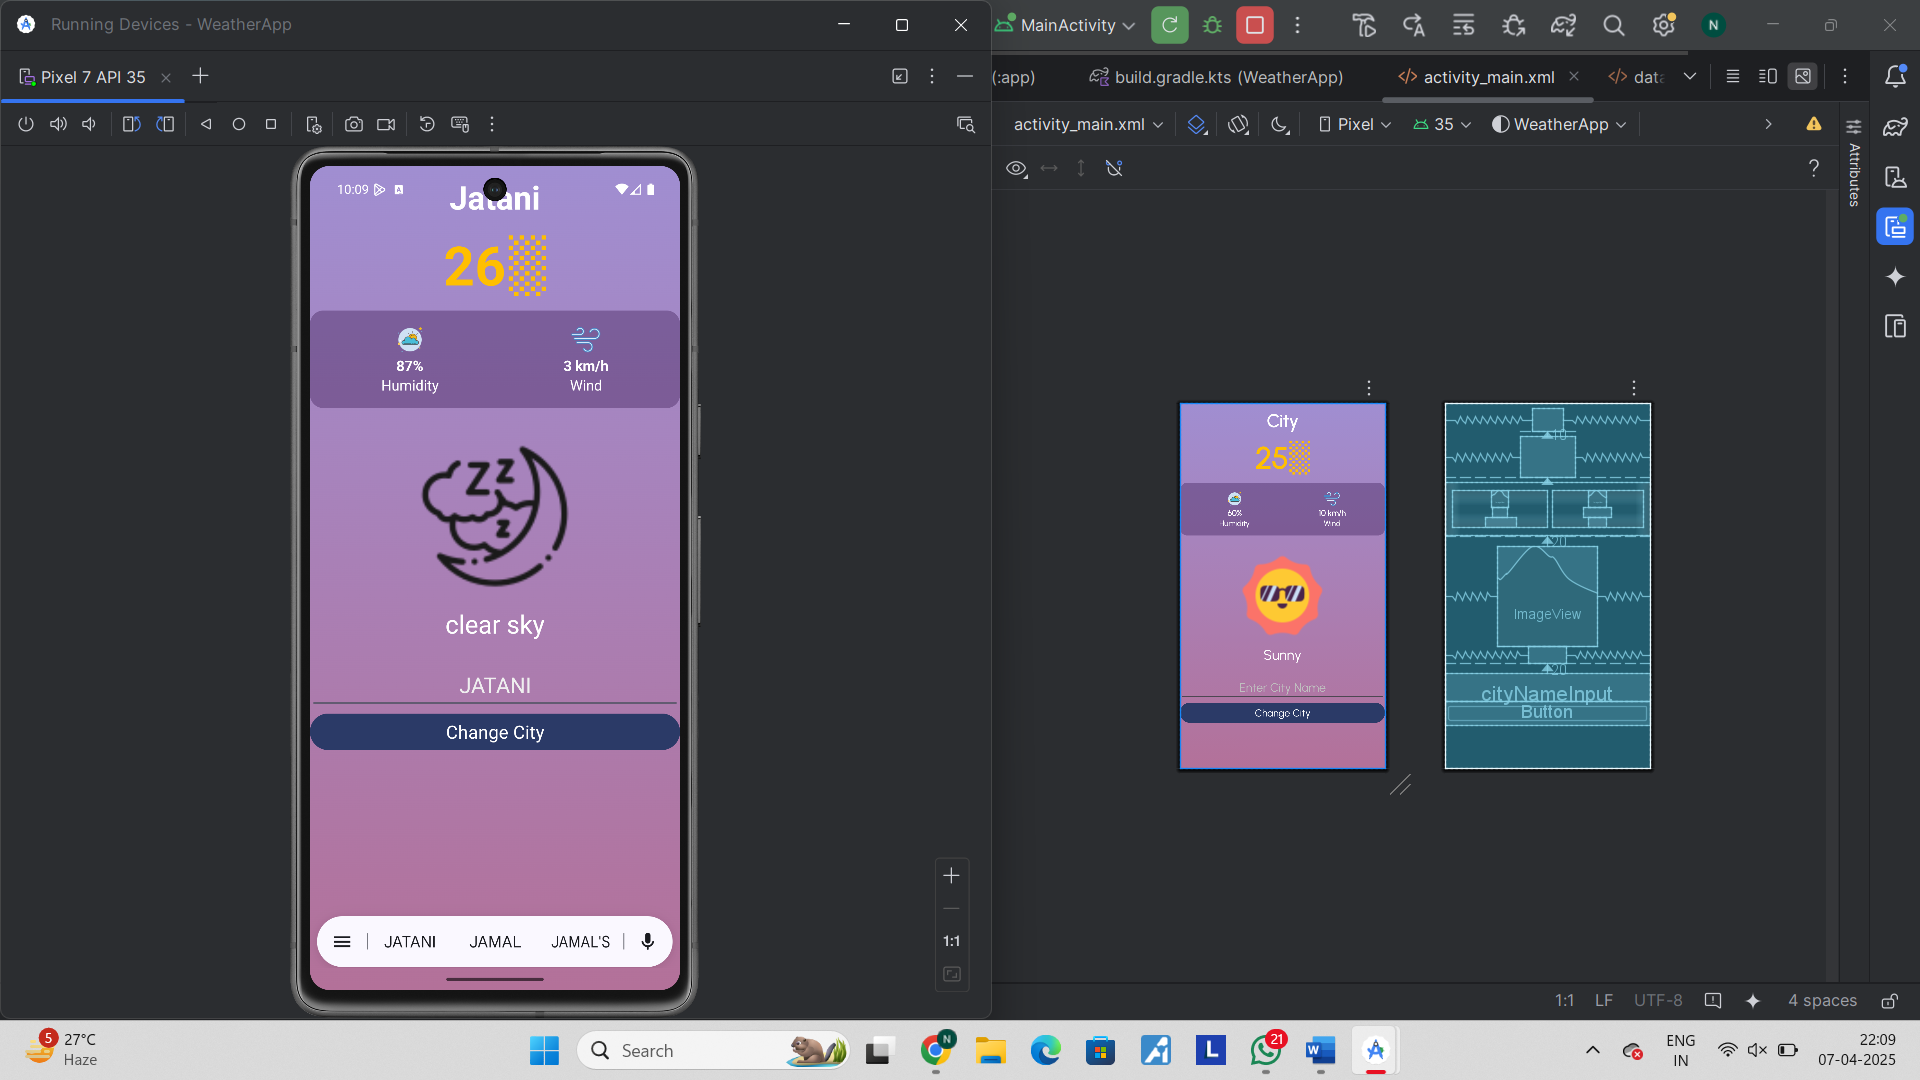 Running Devices - WeatherApp
MainActivity
N
Pixel 7 API 35
(:app)
build.gradle.kts (WeatherApp)
activity_main.xml
data
activity_main.xml
Pixel
35
WeatherApp
Attributes
10:09
Jatani
26▒
87%
Humidity
3 km/h
Wind
clear sky
JATANI
Change City
JATANI
JAMAL
JAMAL'S
1:1
City
25▒
60%
Humidity
10 km/h
Wind
Sunny
Enter City Name
Change City
10
20
ImageView
20
cityNameInput
Button
1:1
LF
UTF-8
4 spaces
5
27°C
Haze
Search
N
L
21
W
ENG
IN
22:09
07-04-2025